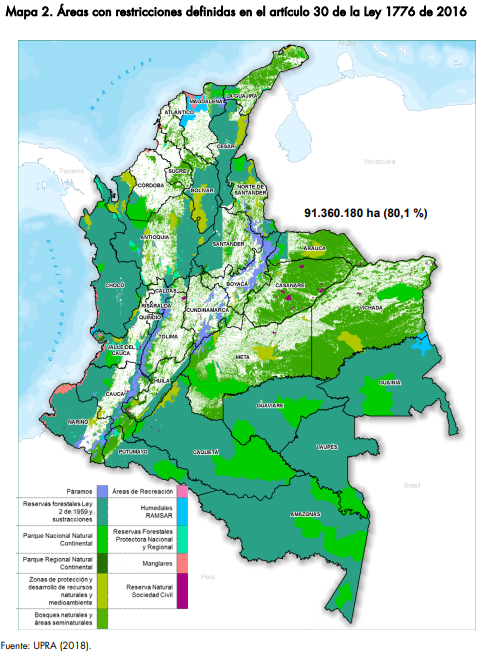 Mapa 2. Áreas con restricciones definidas en el artículo 30 de la Ley 1776 de 2016
MAR CARIBE
Aruba
LA GUAJIRA
MAGDALENA
ATLÁNTICO
CESAR
Venezuela
Panamá
SUCRE
CÓRDOBA
BOLIVAR
NORTE DE
SANTANDER
91.360.180 ha (80,1 %)
ANTIOQUIA
SANTANDER
ARAUCA
CHOCÓ
BOYACÁ
CASANARE
CALDAS
RISARALDA
VICHADA
CUNDINAMARCA
QUINDIO
TOLIMA
VALLE DEL
CAUCA
META
HUILA
GUAINÍA
CAUCA
GUAVIARE
NARIÑO
VAUPÉS
PUTUMAYO
CAQUETÁ
Brasil
AMAZONAS
Perú
Páramos
Áreas de Recreación
Reservas forestales Ley
2 de 1959 y
sustracciones
Humedales
RAMSAR
Parque Nacional Natural
Continental
Reservas Forestales
Protectora Nacional
y Regional
Parque Regional Natural
Continental
Manglares
Zonas de protección y
desarrollo de recursos
naturales y
medioambiente
Reserva Natural
Sociedad Civil
Bosques naturales y
áreas seminaturales
Fuente: UPRA (2018).